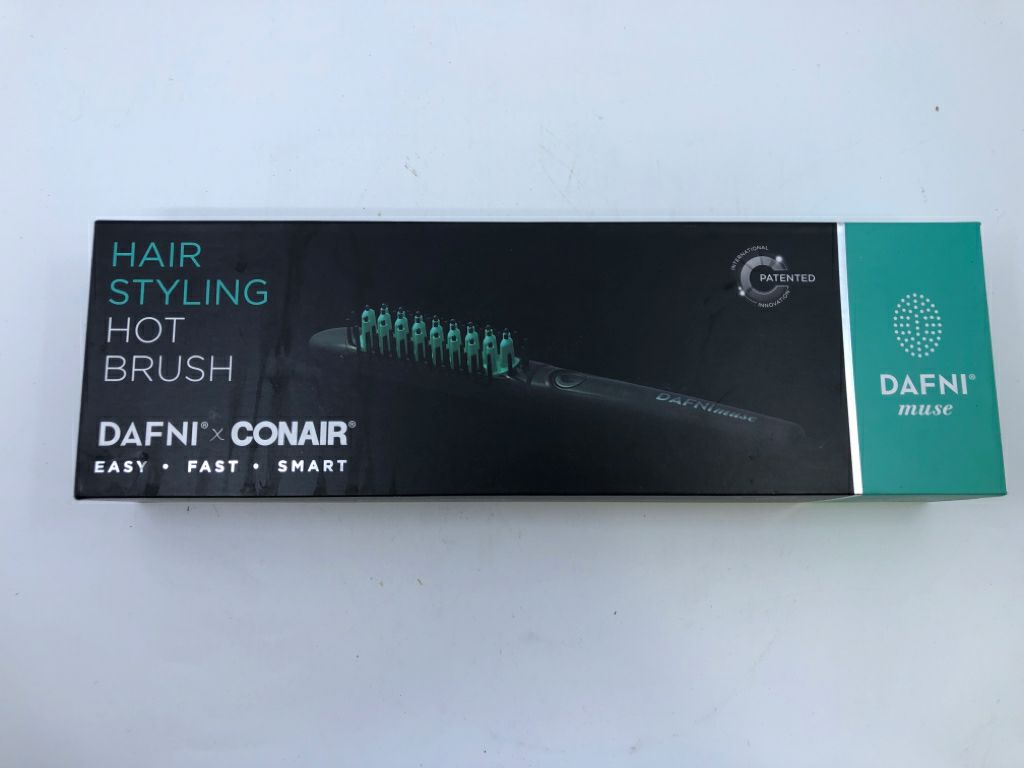 HAIR
STYLING
HOT
BRUSH
DAFNI® x CONAIR®
EASY • FAST • SMART
DAFNI muse
INTERNATIONAL
PATENTED
INNOVATION
DAFNI®
muse